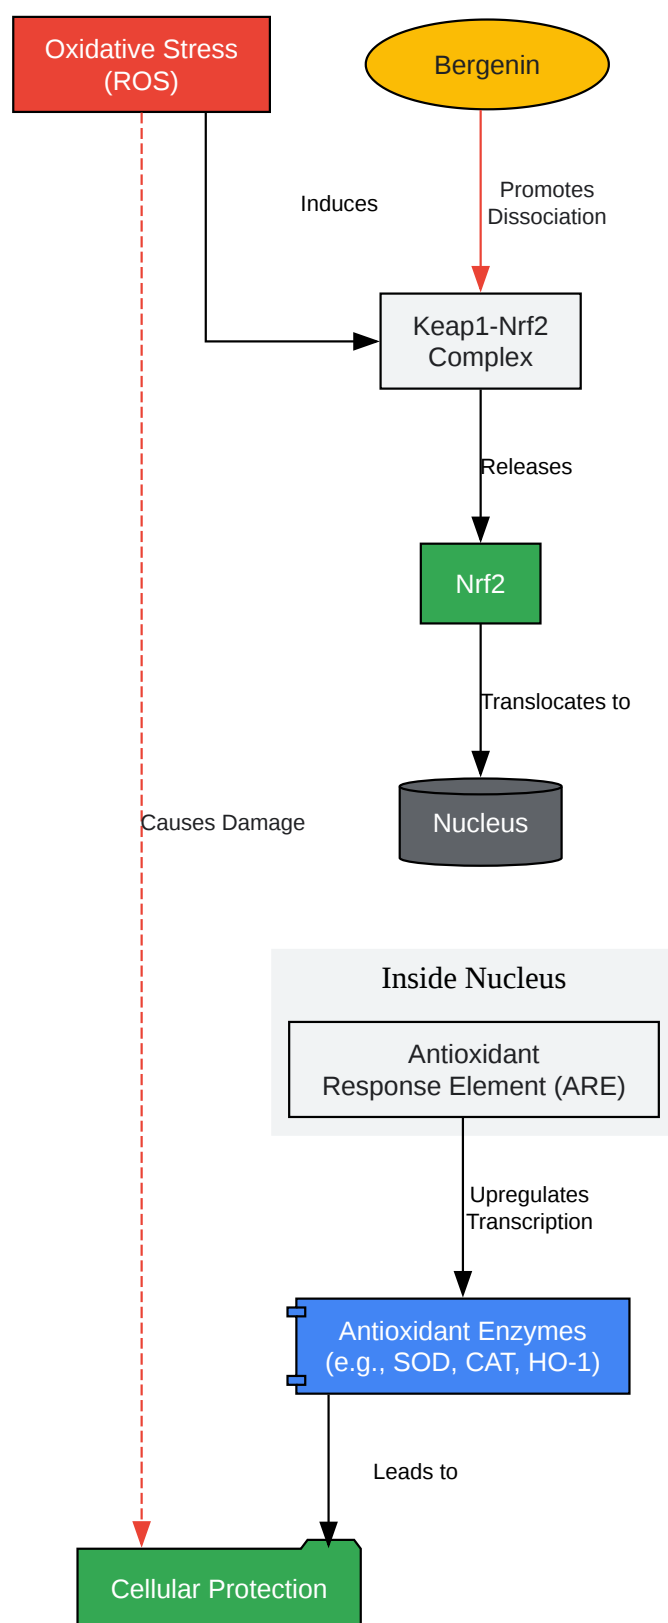 Oxidative Stress
(ROS)
Bergenin
Induces
Promotes
Dissociation
Keap1-Nrf2
Complex
Releases
Nrf2
Translocates to
Nucleus
Causes Damage
Inside Nucleus
Antioxidant
Response Element (ARE)
Upregulates
Transcription
Antioxidant Enzymes
(e.g., SOD, CAT, HO-1)
Leads to
Cellular Protection